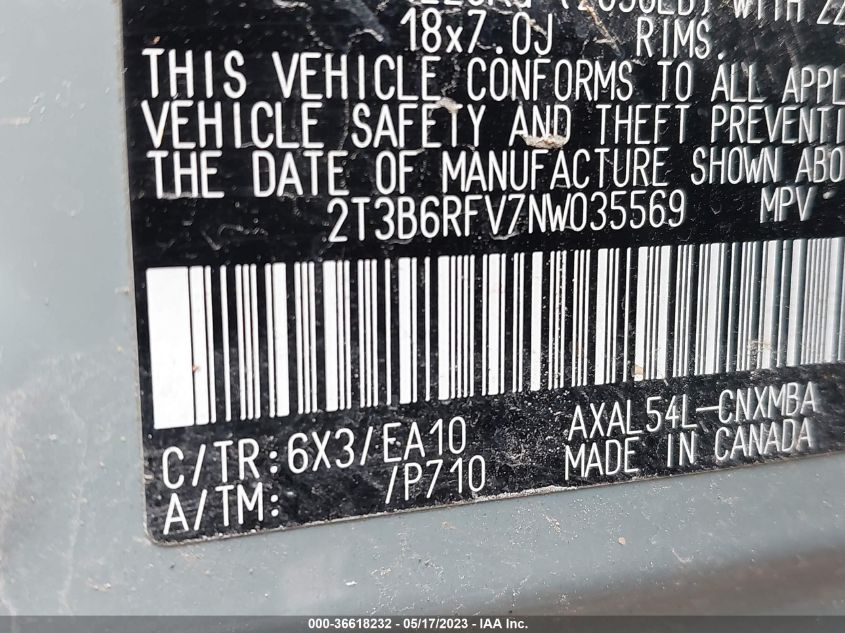 18x7.0J RIMS.
THIS VEHICLE CONFORMS TO ALL APPL
VEHICLE SAFETY AND THEFT PREVENTI
THE DATE OF MANUFACTURE SHOWN ABO
2T3B6RFV7NW035569 MPV
C/TR:6X3/EA10 AXAL54L-CNXMBA
A/TM: /P710 MADE IN CANADA
000-36618232 - 05/17/2023 - IAA Inc.